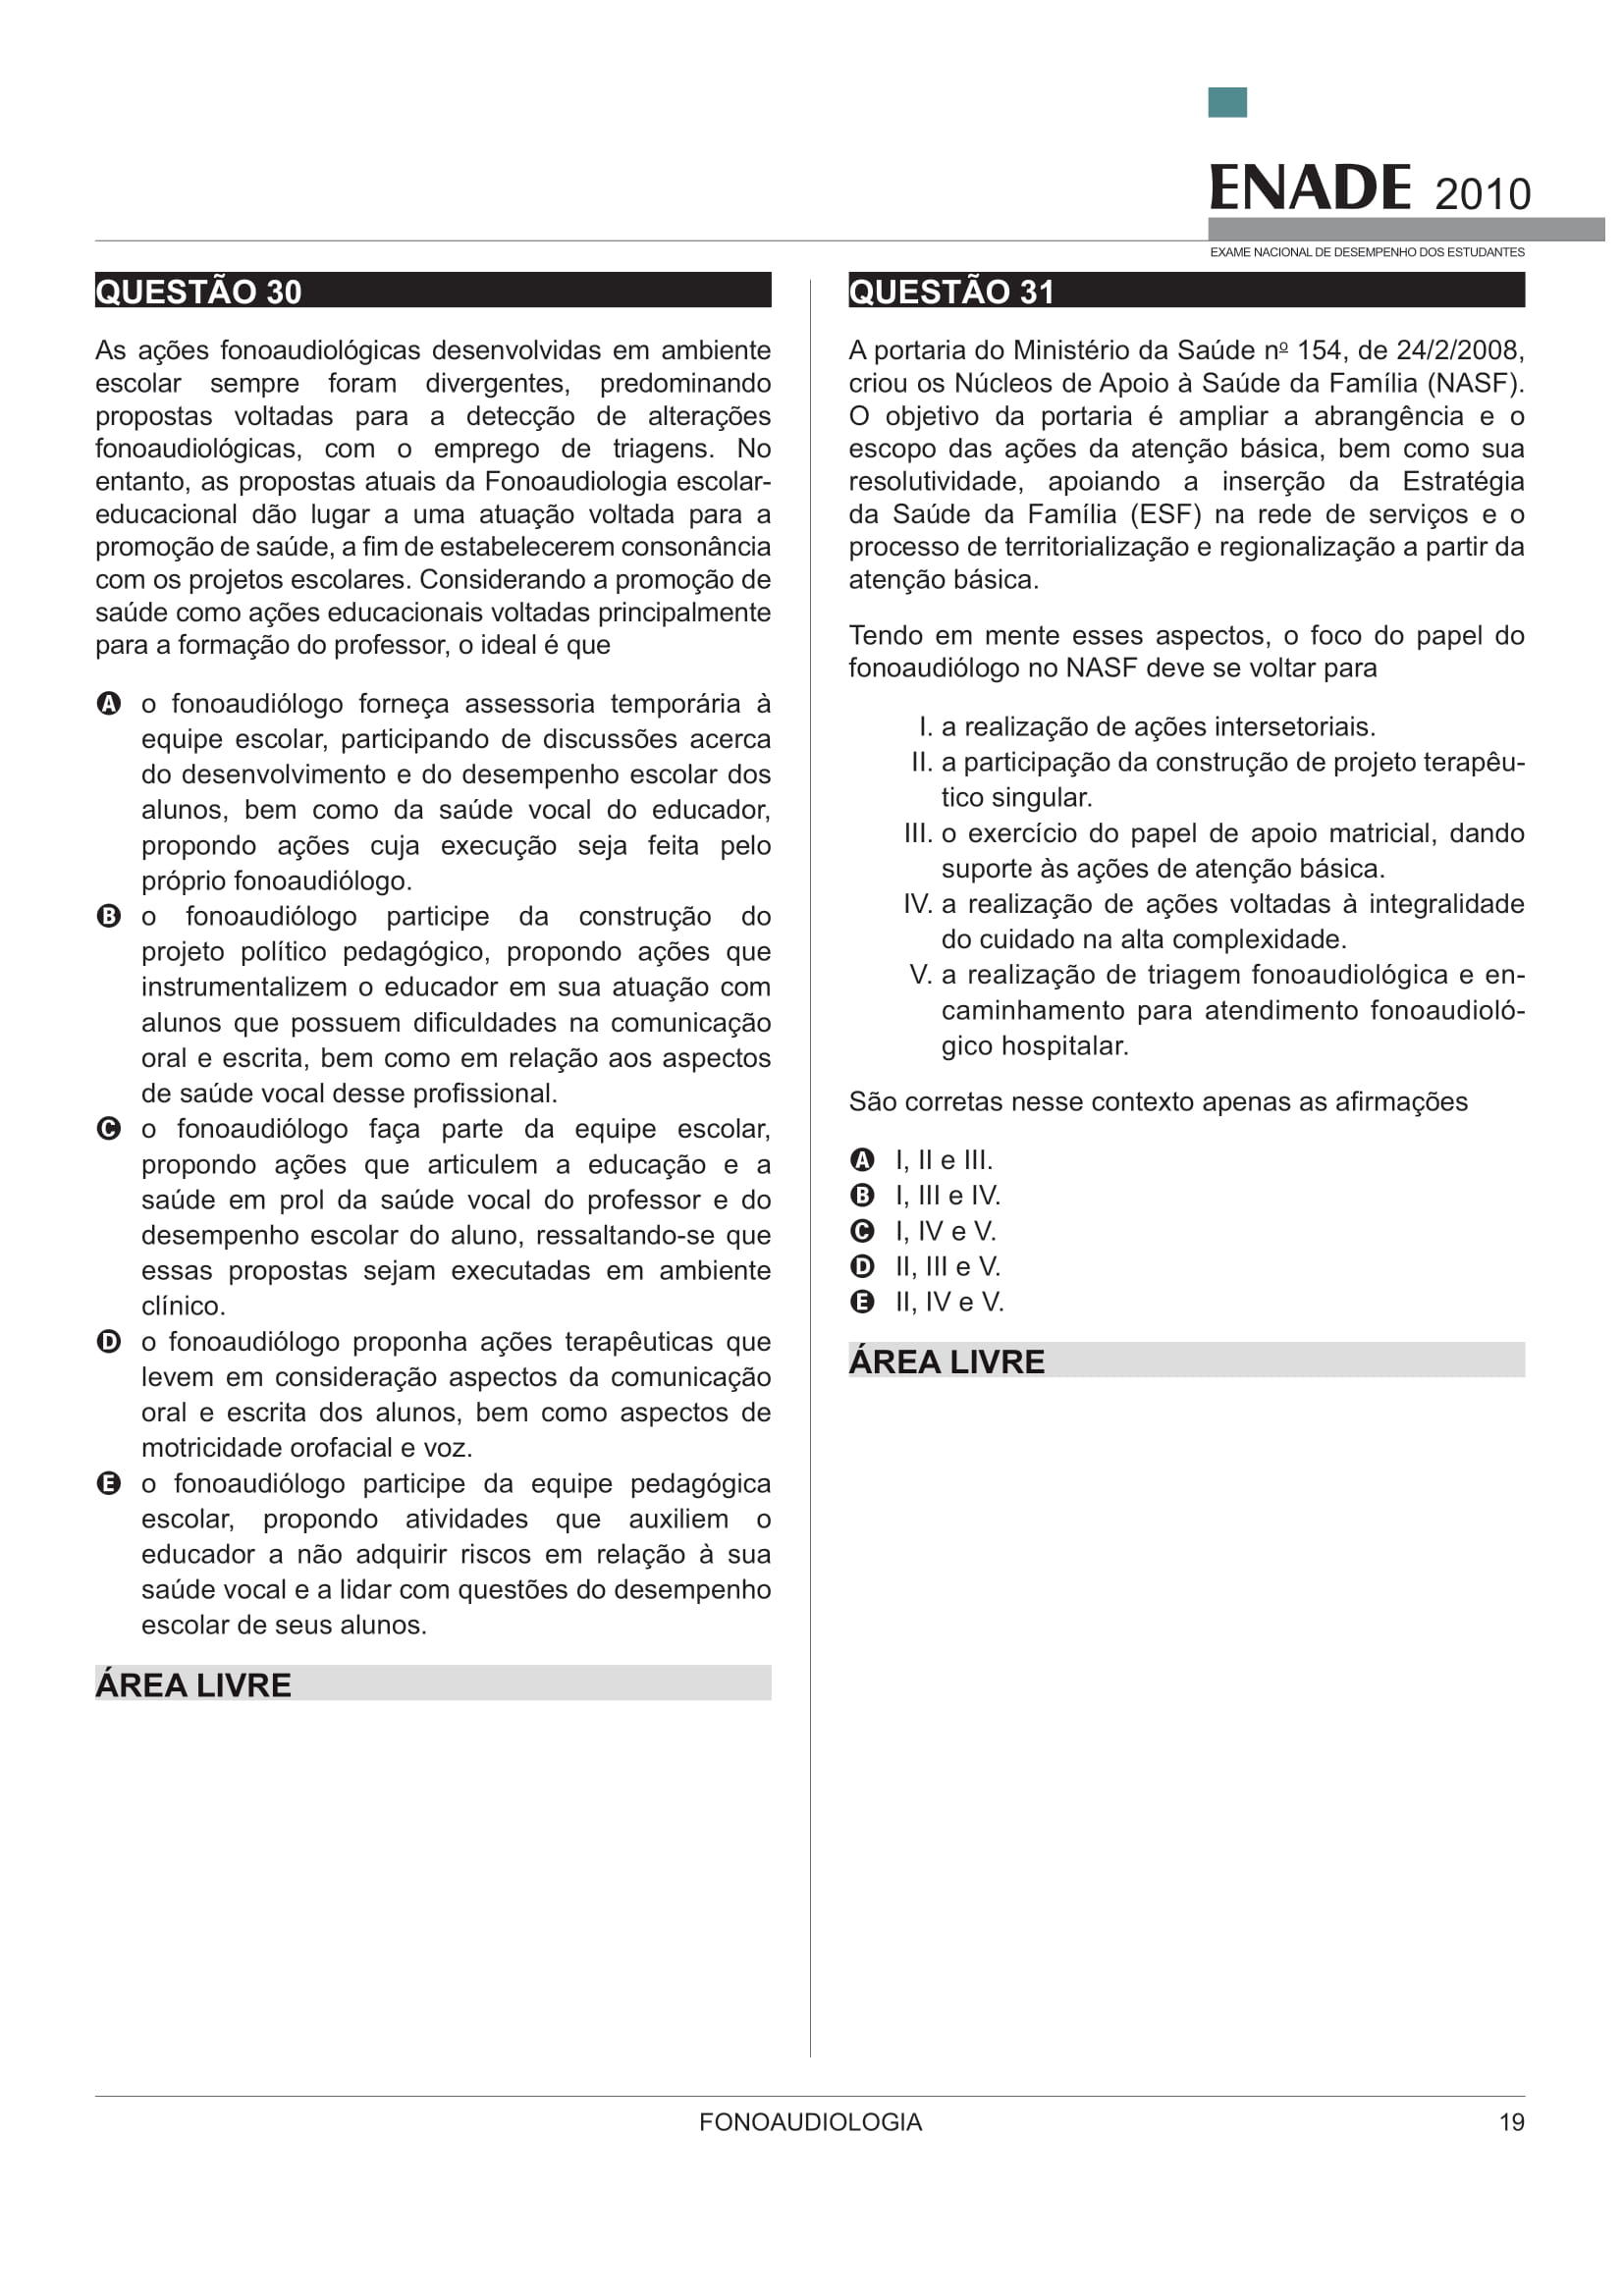 ENADE 2010
EXAME NACIONAL DE DESEMPENHO DOS ESTUDANTES
QUESTÃO 30
As ações fonoaudiológicas desenvolvidas em ambiente
escolar sempre foram divergentes, predominando
propostas voltadas para a detecção de alterações
fonoaudiológicas, com o emprego de triagens. No
entanto, as propostas atuais da Fonoaudiologia escolar-
educacional dão lugar a uma atuação voltada para a
promoção de saúde, a fim de estabelecerem consonância
com os projetos escolares. Considerando a promoção de
saúde como ações educacionais voltadas principalmente
para a formação do professor, o ideal é que
A o fonoaudiólogo forneça assessoria temporária à
equipe escolar, participando de discussões acerca
do desenvolvimento e do desempenho escolar dos
alunos, bem como da saúde vocal do educador,
propondo ações cuja execução seja feita pelo
próprio fonoaudiólogo.
B o fonoaudiólogo participe da construção do
projeto político pedagógico, propondo ações que
instrumentalizem o educador em sua atuação com
alunos que possuem dificuldades na comunicação
oral e escrita, bem como em relação aos aspectos
de saúde vocal desse profissional.
C o fonoaudiólogo faça parte da equipe escolar,
propondo ações que articulem a educação e a
saúde em prol da saúde vocal do professor e do
desempenho escolar do aluno, ressaltando-se que
essas propostas sejam executadas em ambiente
clínico.
D o fonoaudiólogo proponha ações terapêuticas que
levem em consideração aspectos da comunicação
oral e escrita dos alunos, bem como aspectos de
motricidade orofacial e voz.
E o fonoaudiólogo participe da equipe pedagógica
escolar, propondo atividades que auxiliem o
educador a não adquirir riscos em relação à sua
saúde vocal e a lidar com questões do desempenho
escolar de seus alunos.
ÁREA LIVRE
QUESTÃO 31
A portaria do Ministério da Saúde nº 154, de 24/2/2008,
criou os Núcleos de Apoio à Saúde da Família (NASF).
O objetivo da portaria é ampliar a abrangência e o
escopo das ações da atenção básica, bem como sua
resolutividade, apoiando a inserção da Estratégia
da Saúde da Família (ESF) na rede de serviços e o
processo de territorialização e regionalização a partir da
atenção básica.
Tendo em mente esses aspectos, o foco do papel do
fonoaudiólogo no NASF deve se voltar para
I. a realização de ações intersetoriais.
II. a participação da construção de projeto terapêu-
tico singular.
III. o exercício do papel de apoio matricial, dando
suporte às ações de atenção básica.
IV. a realização de ações voltadas à integralidade
do cuidado na alta complexidade.
V. a realização de triagem fonoaudiológica e en-
caminhamento para atendimento fonoaudioló-
gico hospitalar.
São corretas nesse contexto apenas as afirmações
A I, II e III.
B I, III e IV.
C I, IV e V.
D II, III e V.
E II, IV e V.
ÁREA LIVRE
FONOAUDIOLOGIA
19